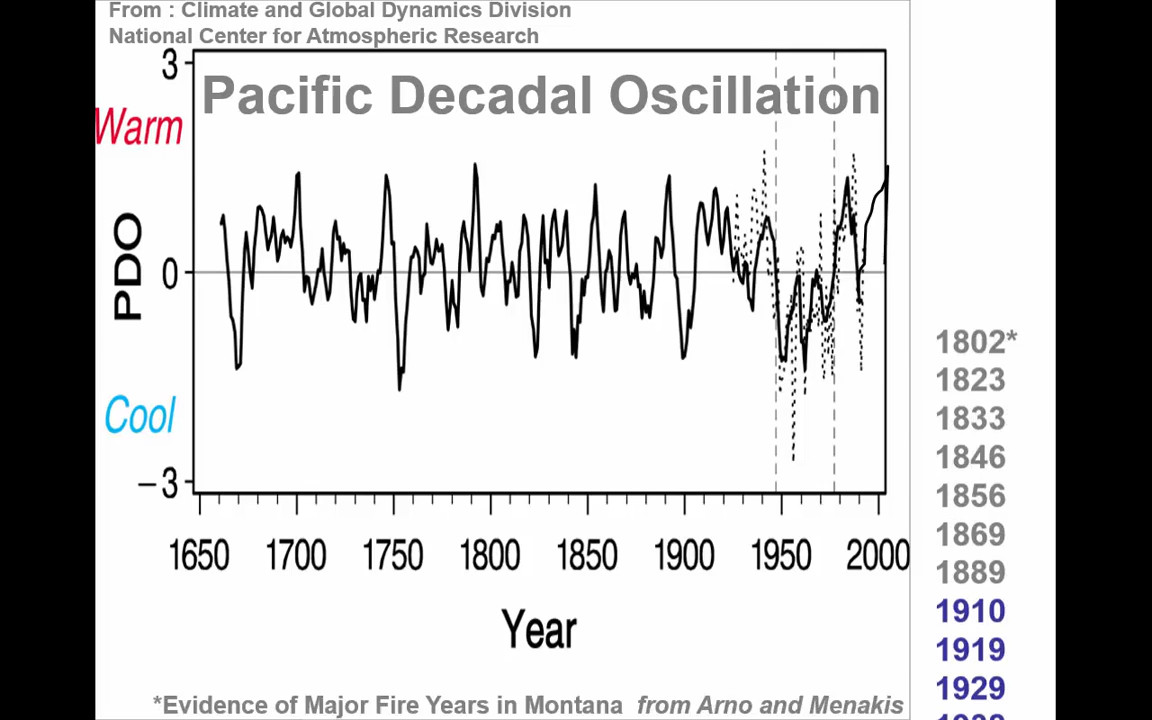 From : Climate and Global Dynamics Division
National Center for Atmospheric Research
Pacific Decadal Oscillation
3
Warm
PDO
0
Cool
−3
1650 1700 1750 1800 1850 1900 1950 2000
Year
*Evidence of Major Fire Years in Montana from Arno and Menakis
1802*
1823
1833
1846
1856
1869
1889
1910
1919
1929